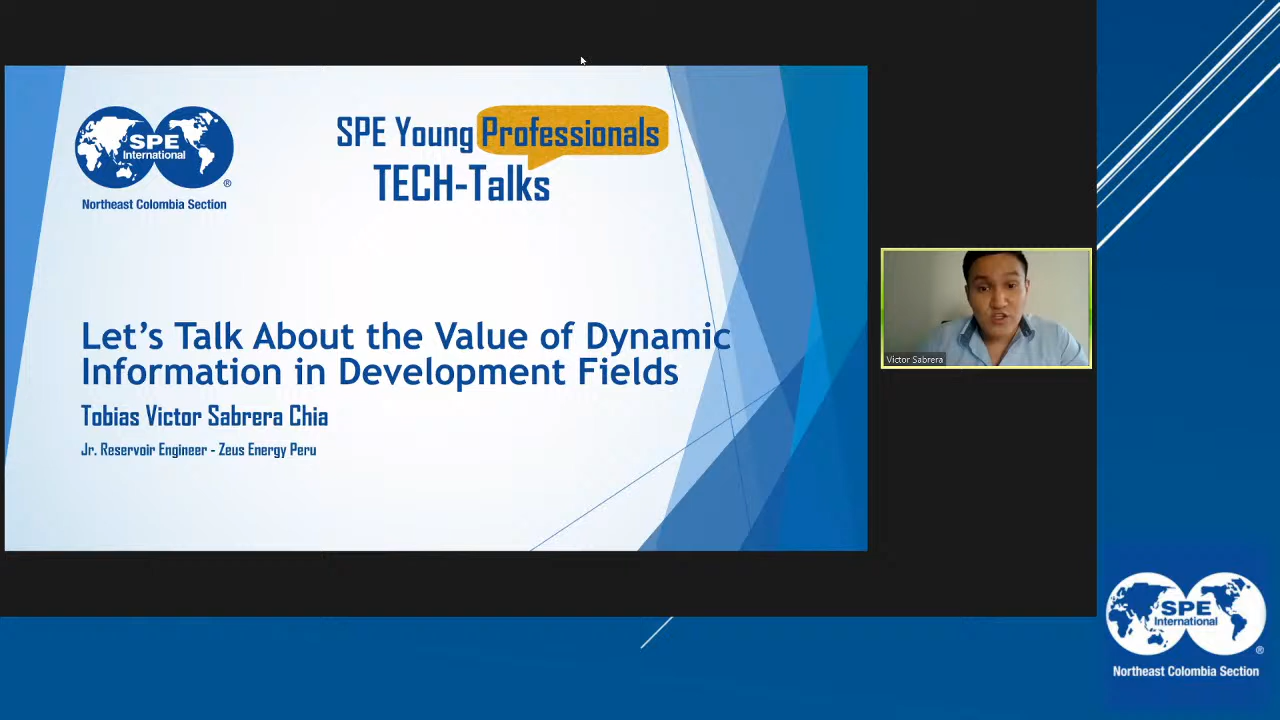 SPE
International
®
Northeast Colombia Section
SPE Young Professionals
TECH-Talks
Let's Talk About the Value of Dynamic
Information in Development Fields
Tobias Victor Sabrera Chia
Jr. Reservoir Engineer - Zeus Energy Peru
Victor Sabrera
SPE
International
®
Northeast Colombia Section